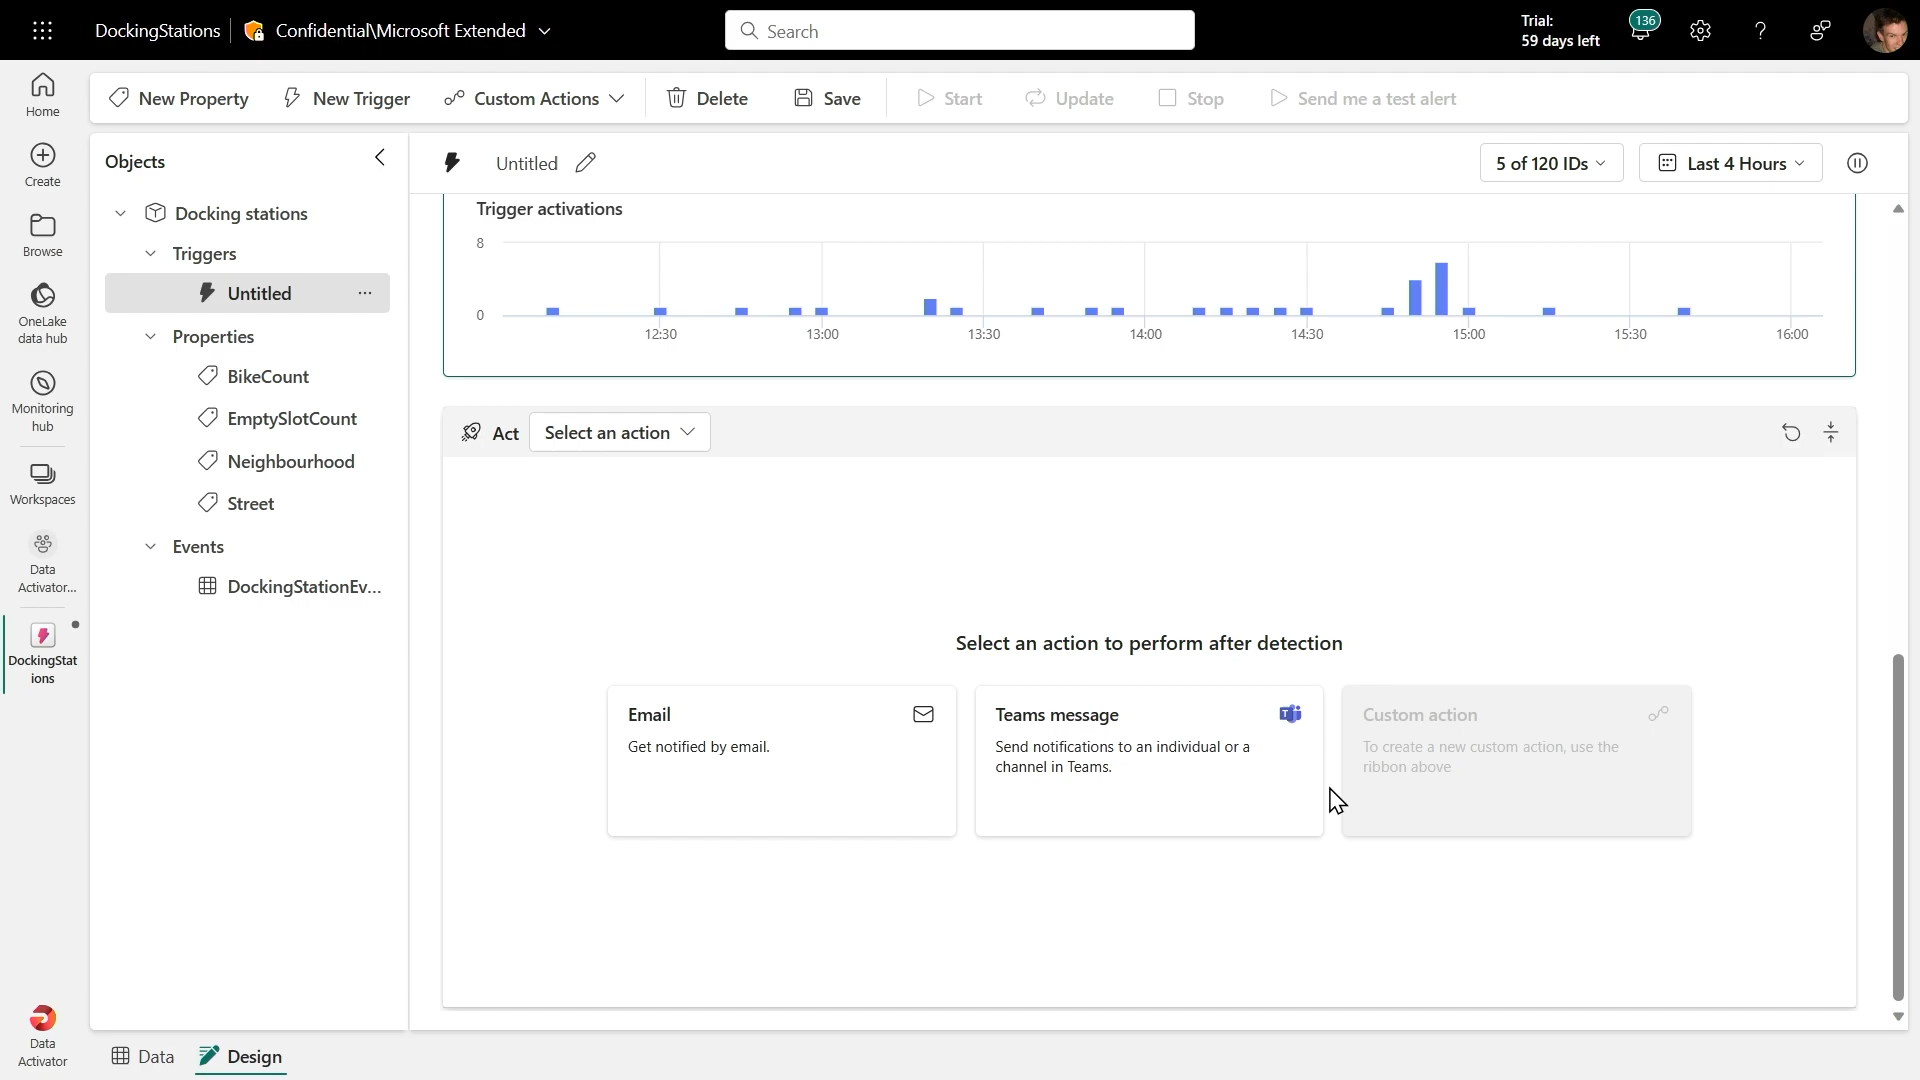 DockingStations
Confidential\Microsoft Extended
Search
Trial:
59 days left
136
Home
Create
Browse
OneLake
data hub
Monitoring
hub
Workspaces
Data
Activator...
DockingStat
ions
Data
Activator
New Property
New Trigger
Custom Actions
Delete
Save
Start
Update
Stop
Send me a test alert
Objects
Docking stations
Triggers
Untitled
Properties
BikeCount
EmptySlotCount
Neighbourhood
Street
Events
DockingStationEv...
Untitled
5 of 120 IDs
Last 4 Hours
Trigger activations
8
0
12:30
13:00
13:30
14:00
14:30
15:00
15:30
16:00
Act
Select an action
Select an action to perform after detection
Email
Get notified by email.
Teams message
Send notifications to an individual or a
channel in Teams.
Custom action
To create a new custom action, use the
ribbon above
Data
Design